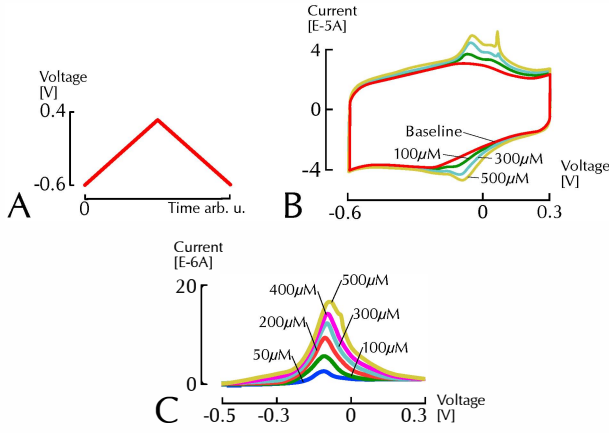 Voltage
[V]
0.4
-0.6
0
Time arb. u.
A
Current
[E-5A]
4
0
-4
Baseline
100µM
300µM
500µM
Voltage
[V]
-0.6
0
0.3
B
Current
[E-6A]
20
0
500µM
400µM
300µM
200µM
100µM
50µM
Voltage
[V]
-0.5
-0.3
0
0.3
C